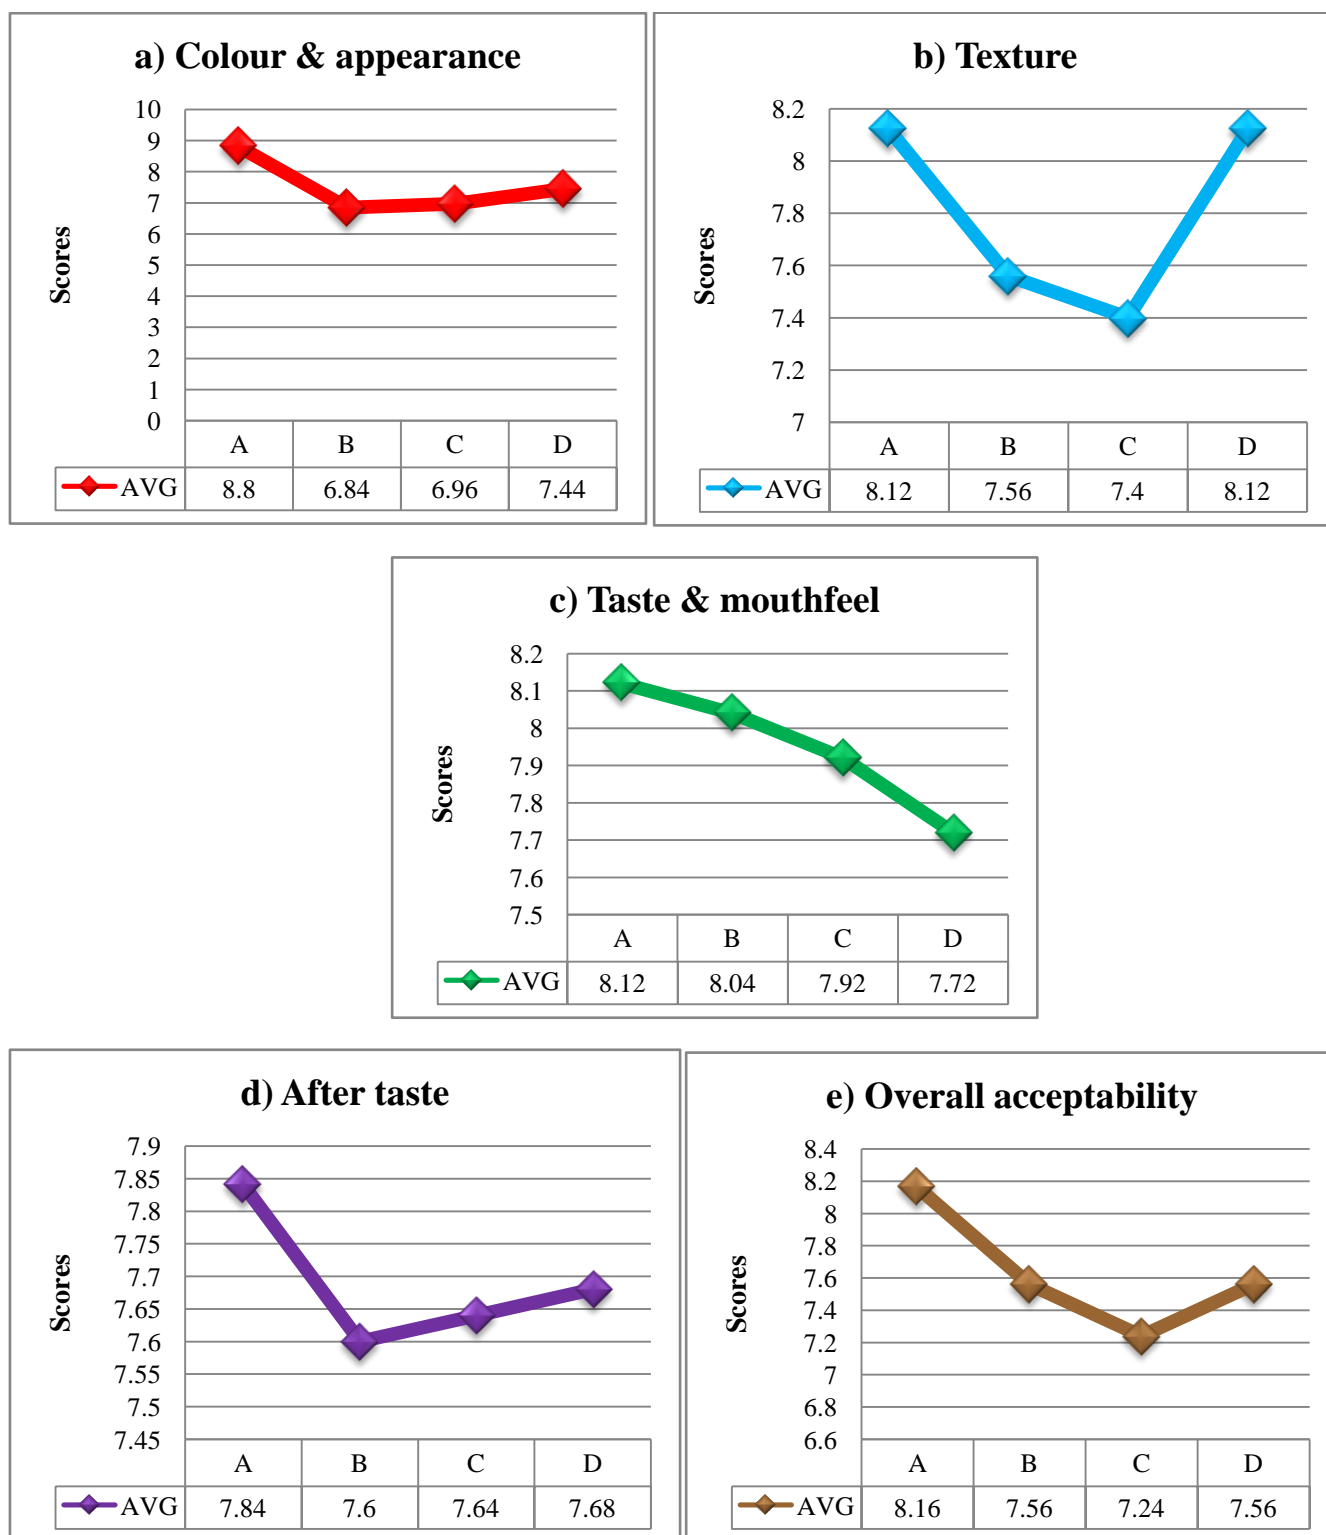 a) Colour & appearance
Scores
10
9
8
7
6
5
4
3
2
1
0
A B C D
AVG 8.8 6.84 6.96 7.44
b) Texture
Scores
8.2
8
7.8
7.6
7.4
7.2
7
A B C D
AVG 8.12 7.56 7.4 8.12
c) Taste & mouthfeel
Scores
8.2
8.1
8
7.9
7.8
7.7
7.6
7.5
A B C D
AVG 8.12 8.04 7.92 7.72
d) After taste
Scores
7.9
7.85
7.8
7.75
7.7
7.65
7.6
7.55
7.5
7.45
A B C D
AVG 7.84 7.6 7.64 7.68
e) Overall acceptability
Scores
8.4
8.2
8
7.8
7.6
7.4
7.2
7
6.8
6.6
A B C D
AVG 8.16 7.56 7.24 7.56